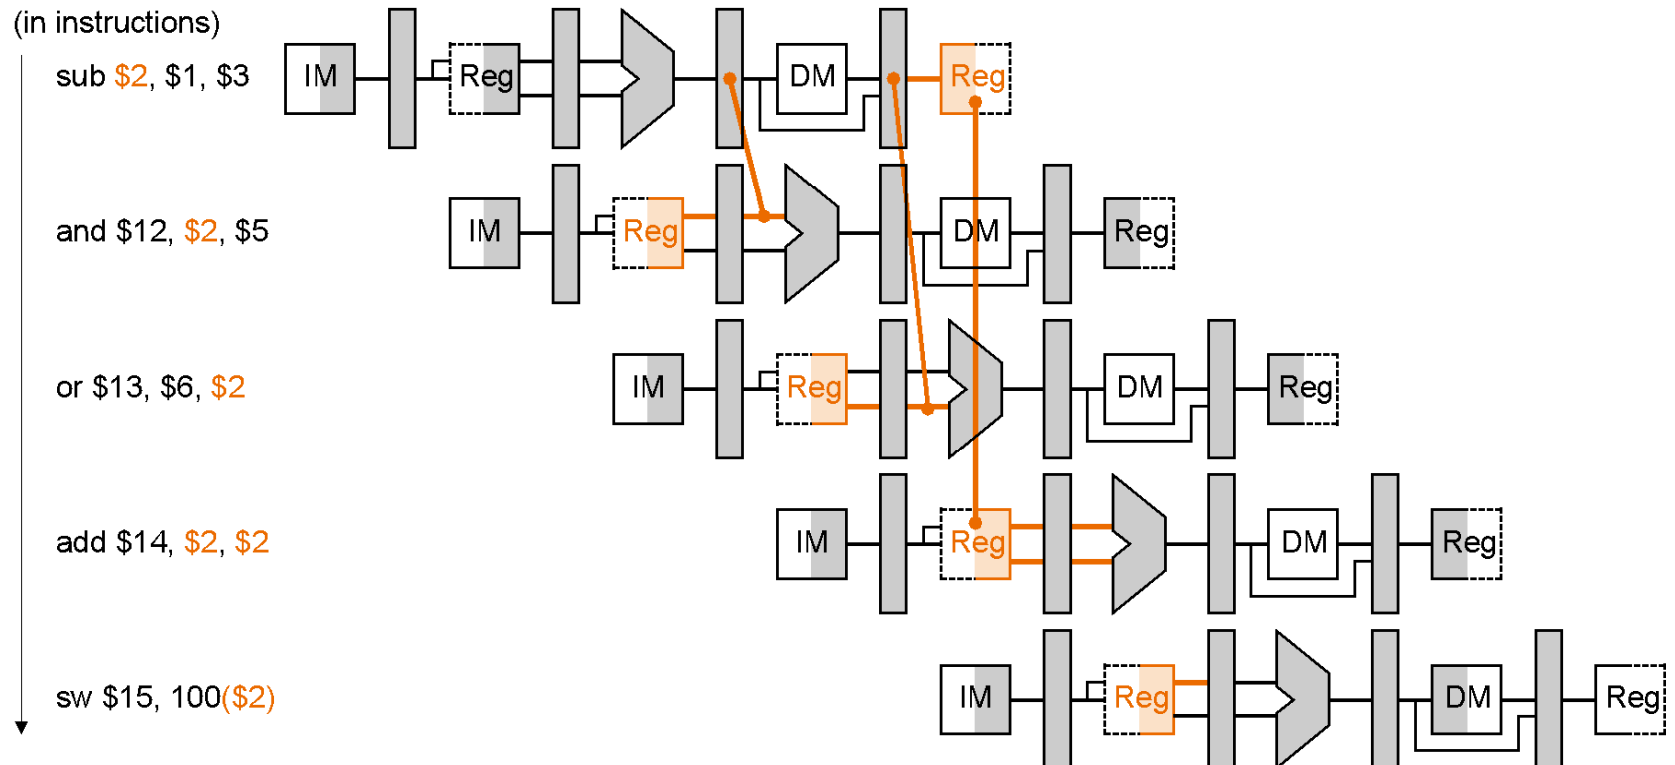 (in instructions)
sub $2, $1, $3
IM Reg DM Reg
and $12, $2, $5
IM Reg DM Reg
or $13, $6, $2
IM Reg DM Reg
add $14, $2, $2
IM Reg DM Reg
sw $15, 100($2)
IM Reg DM Reg